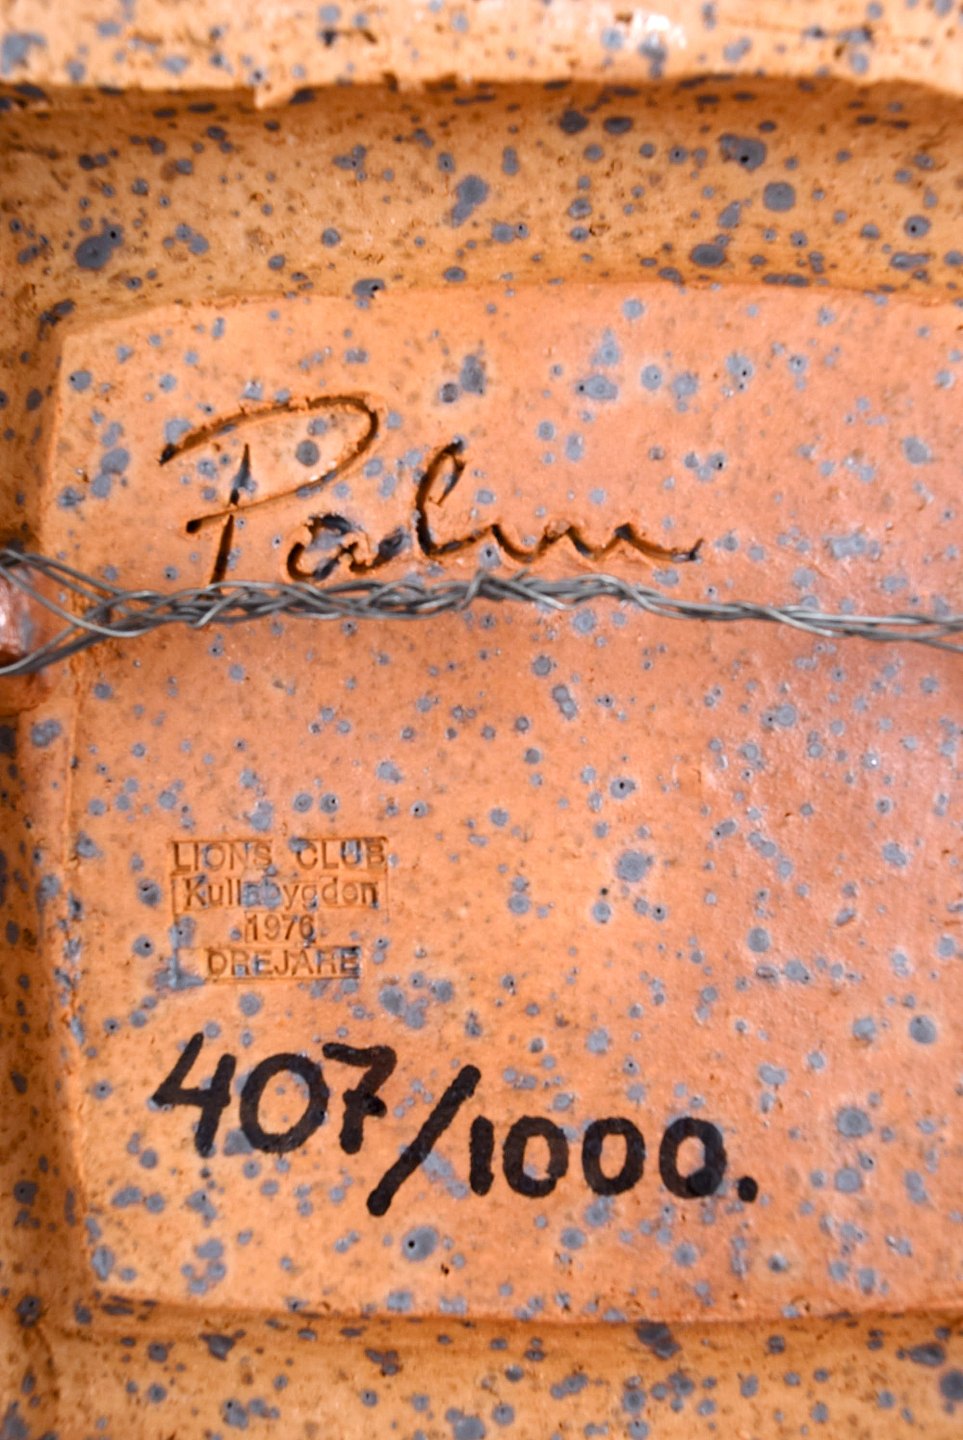 Palm
LIONS CLUB
Kullabygden
1976
DREJARE
407/1000.